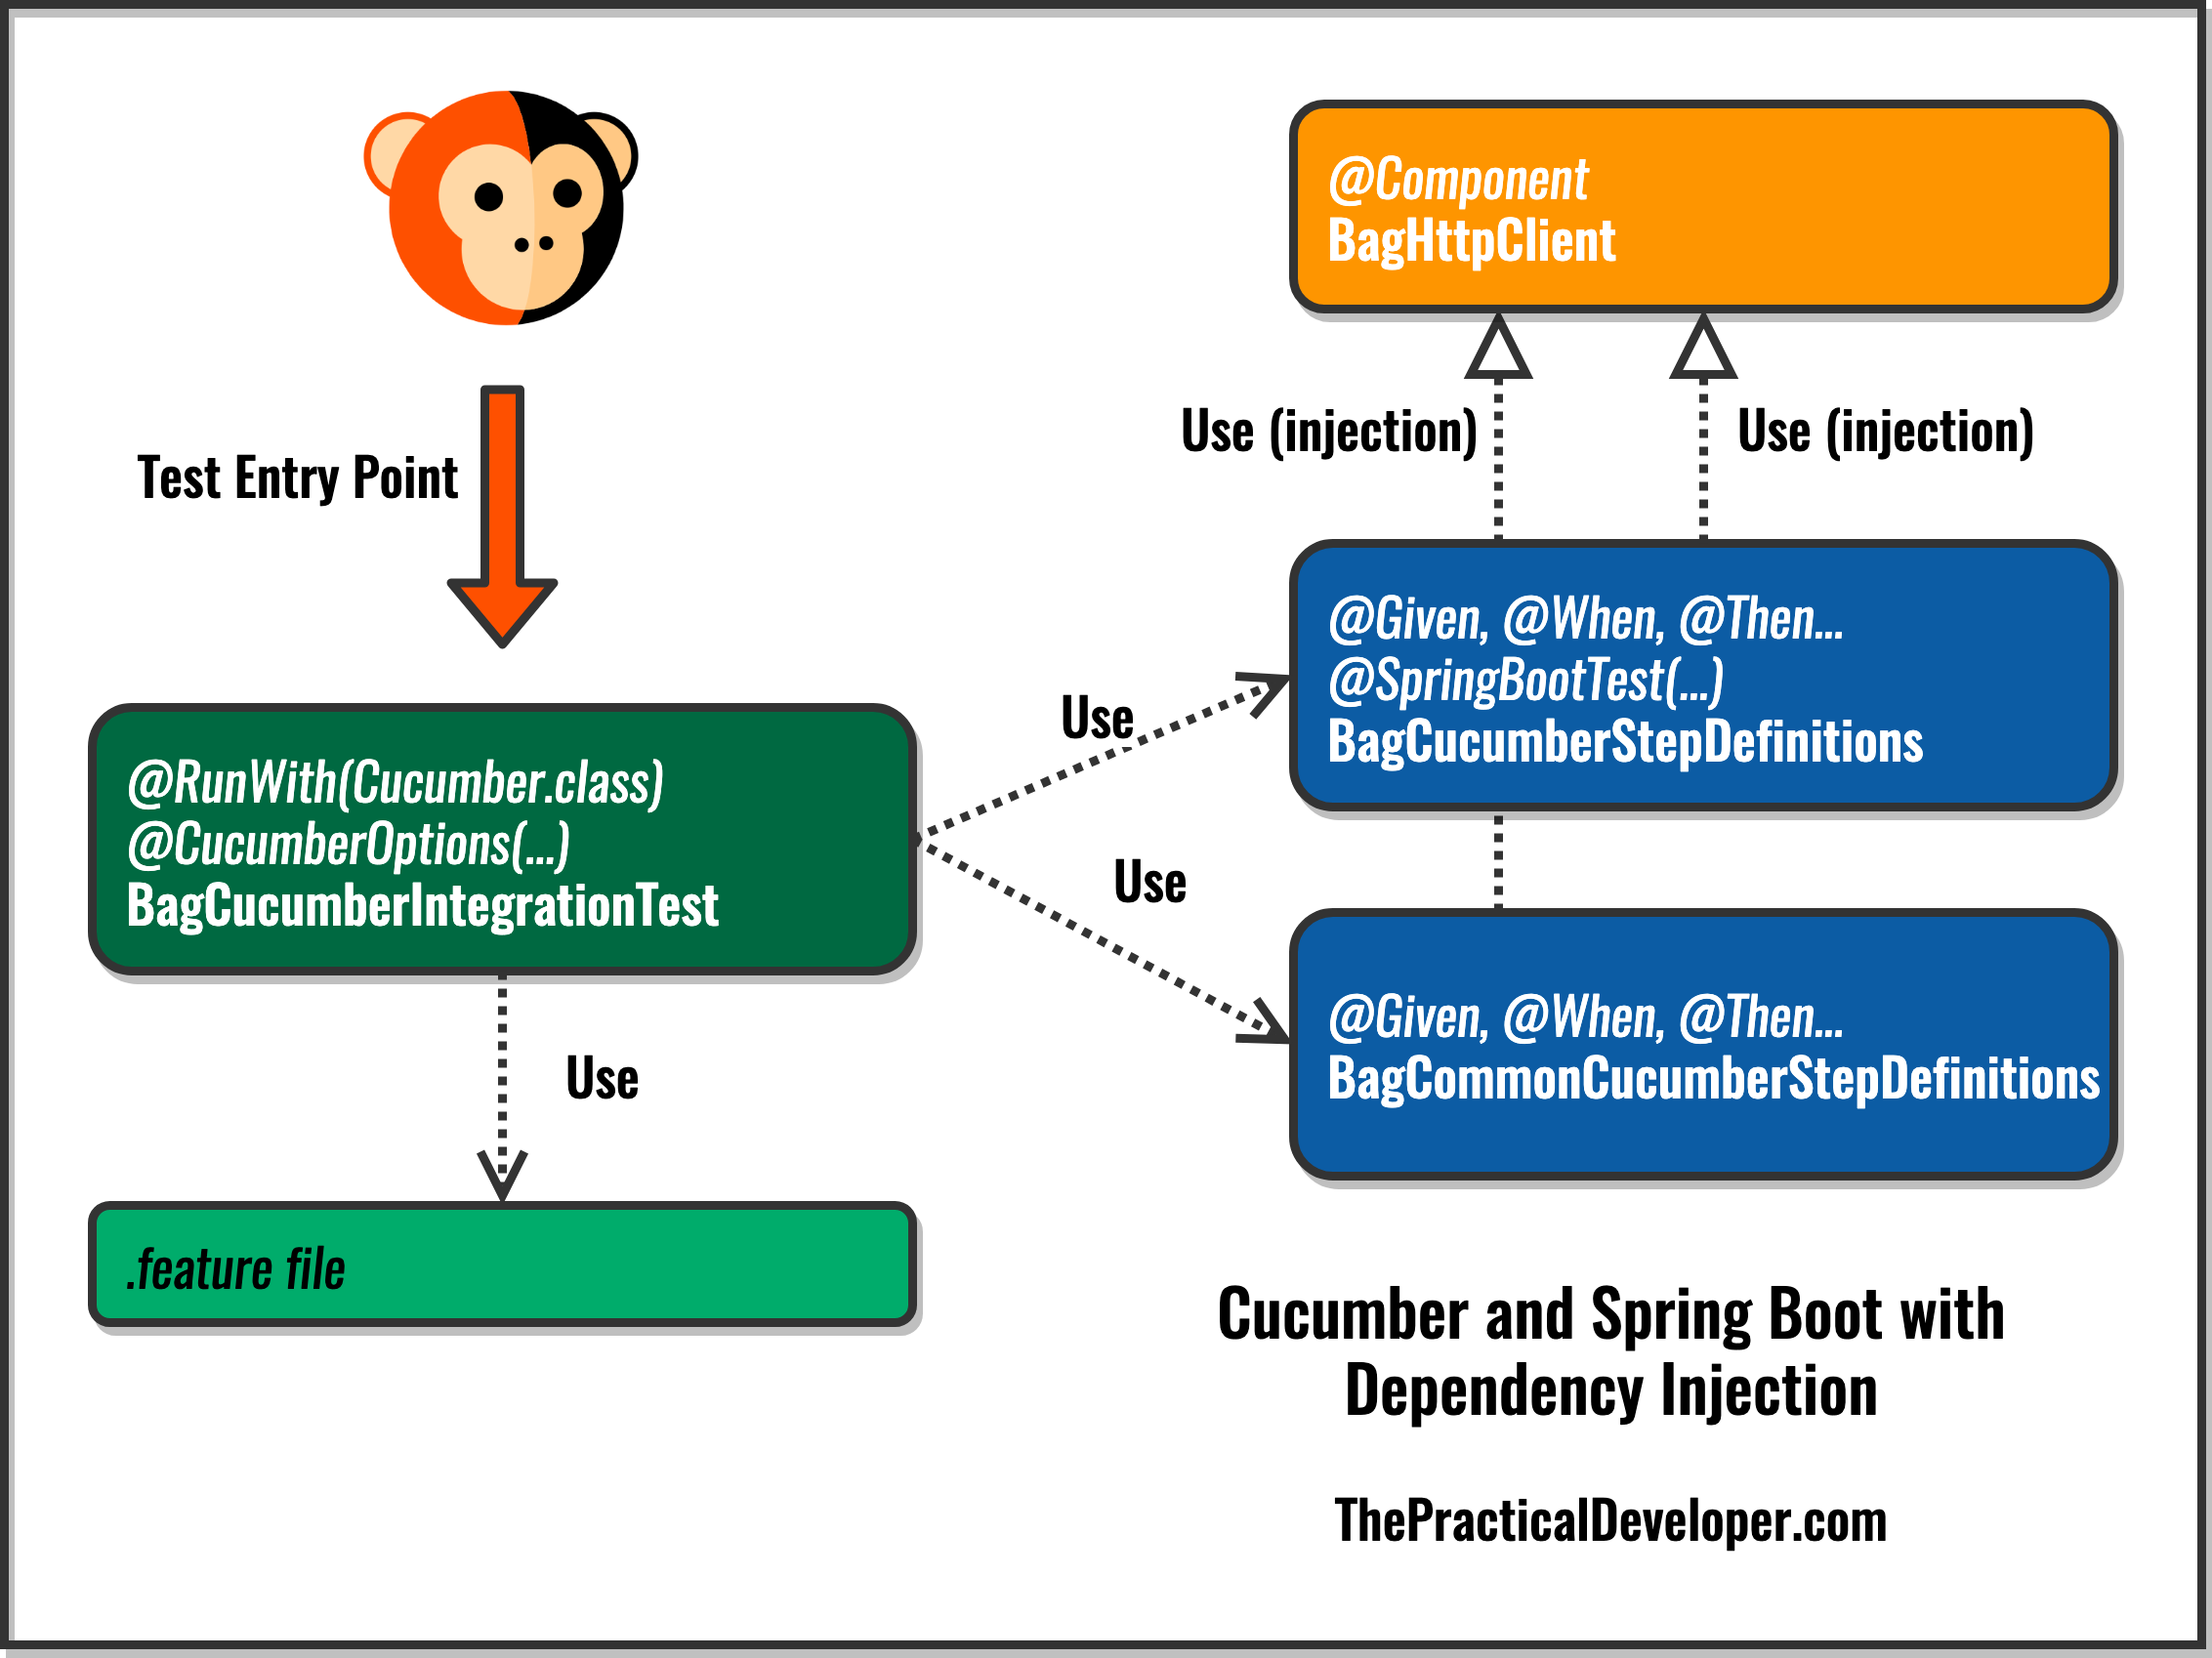 Test Entry Point
@RunWith(Cucumber.class)
@CucumberOptions(...)
BagCucumberIntegrationTest
Use
.feature file
Use
Use
@Component
BagHttpClient
Use (injection)
Use (injection)
@Given, @When, @Then...
@SpringBootTest(...)
BagCucumberStepDefinitions
@Given, @When, @Then...
BagCommonCucumberStepDefinitions
Cucumber and Spring Boot with
Dependency Injection
ThePracticalDeveloper.com